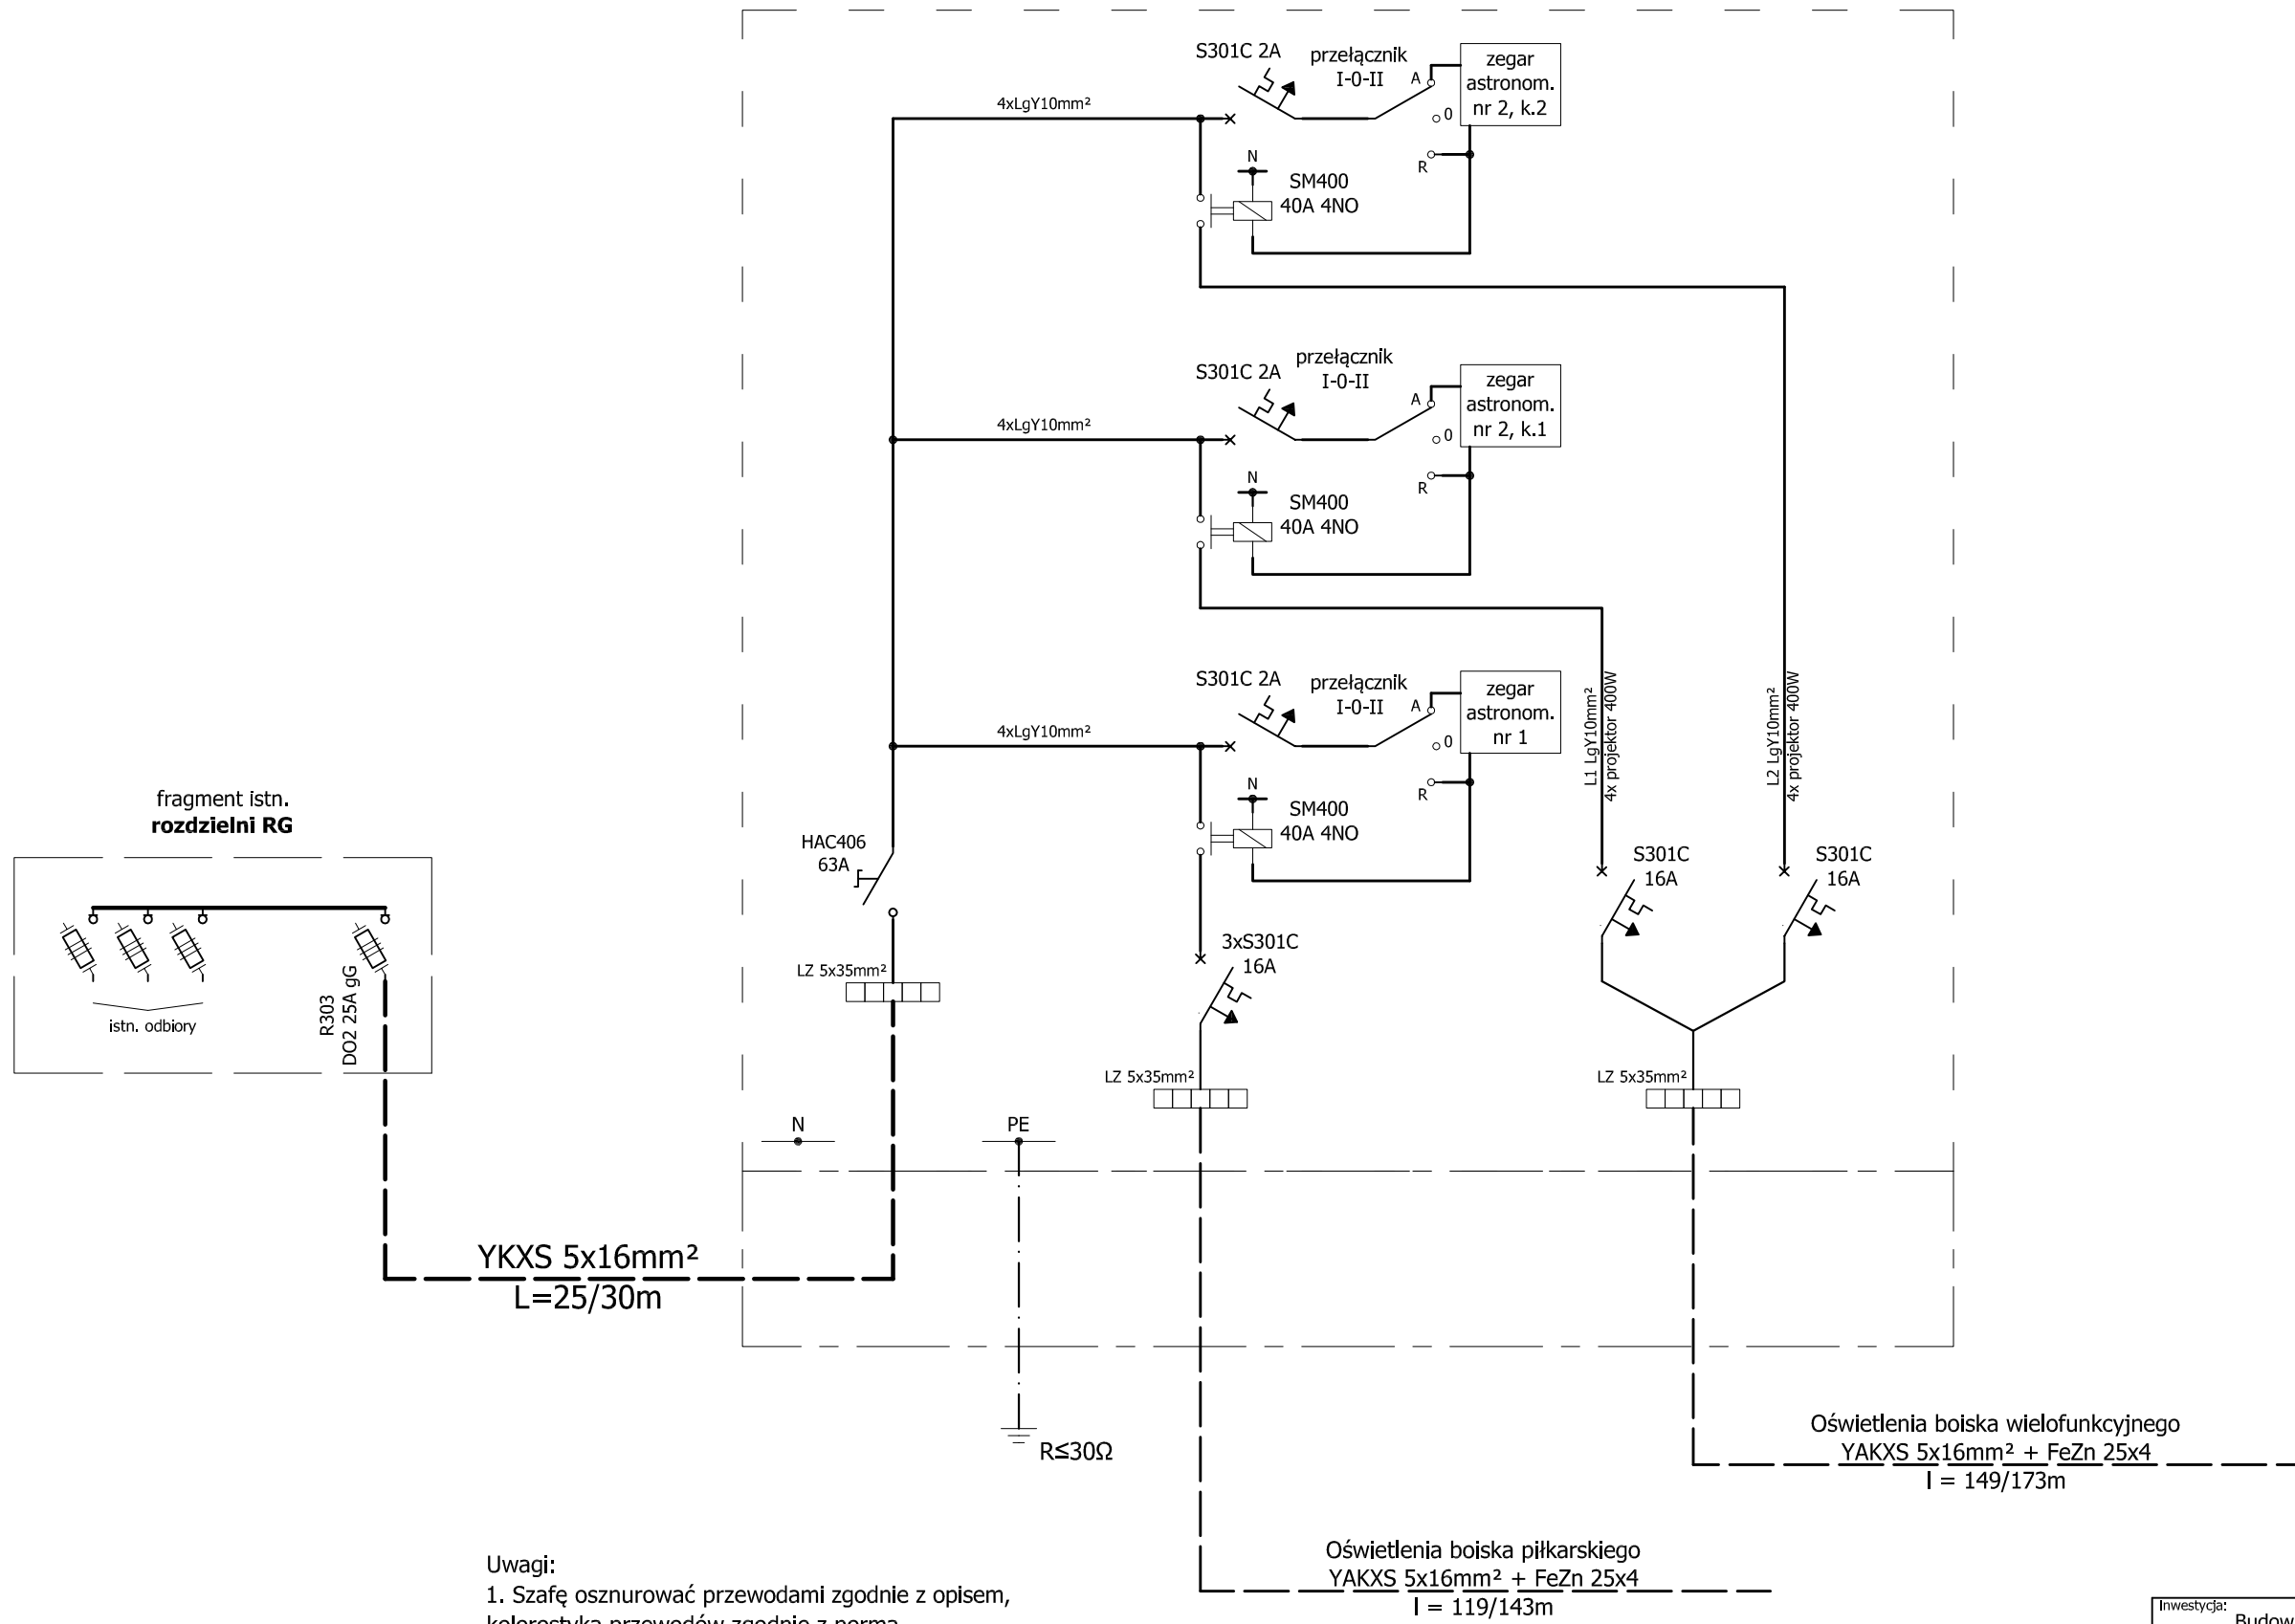 S301C 2A
przełącznik
I-0-II
A
0
R
zegar
astronom.
nr 2, k.2
4xLgY10mm²
N
SM400
40A 4NO
S301C 2A
przełącznik
I-0-II
A
0
R
zegar
astronom.
nr 2, k.1
4xLgY10mm²
N
SM400
40A 4NO
S301C 2A
przełącznik
I-0-II
A
0
R
zegar
astronom.
nr 1
4xLgY10mm²
N
SM400
40A 4NO
L1 LgY10mm²
4x projektor 400W
L2 LgY10mm²
4x projektor 400W
fragment istn.
rozdzielni RG
istn. odbiory
R303
DO2 25A gG
HAC406
63A
LZ 5x35mm²
3xS301C
16A
S301C
16A
S301C
16A
LZ 5x35mm²
LZ 5x35mm²
N
PE
YKXS 5x16mm²
L=25/30m
R≤30Ω
Oświetlenia boiska wielofunkcyjnego
YAKXS 5x16mm² + FeZn 25x4
l = 149/173m
Oświetlenia boiska piłkarskiego
YAKXS 5x16mm² + FeZn 25x4
l = 119/143m
Uwagi:
1. Szafę osznurować przewodami zgodnie z opisem,
kolorystyka przewodów zgodnie z normą
Inwestycja:
Budow